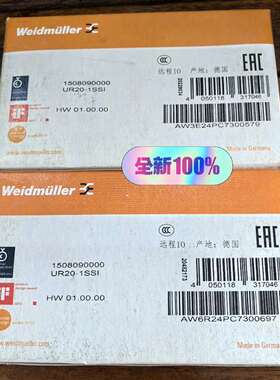 Weidmüller
1508090000
UR20-1SSI
HW 01.00.00
远程IO 产地：德国
EAC
4 050118 317046
AW3E24PC7300579
Made in Germany
www.weidmueller.com
全新100%
Weidmüller
1508090000
UR20-1SSI
HW 01.00.00
远程IO 产地：德国
EAC
20642173
4 050118 317046
AW6R24PC7300697
Made in Germany
www.weidmueller.com